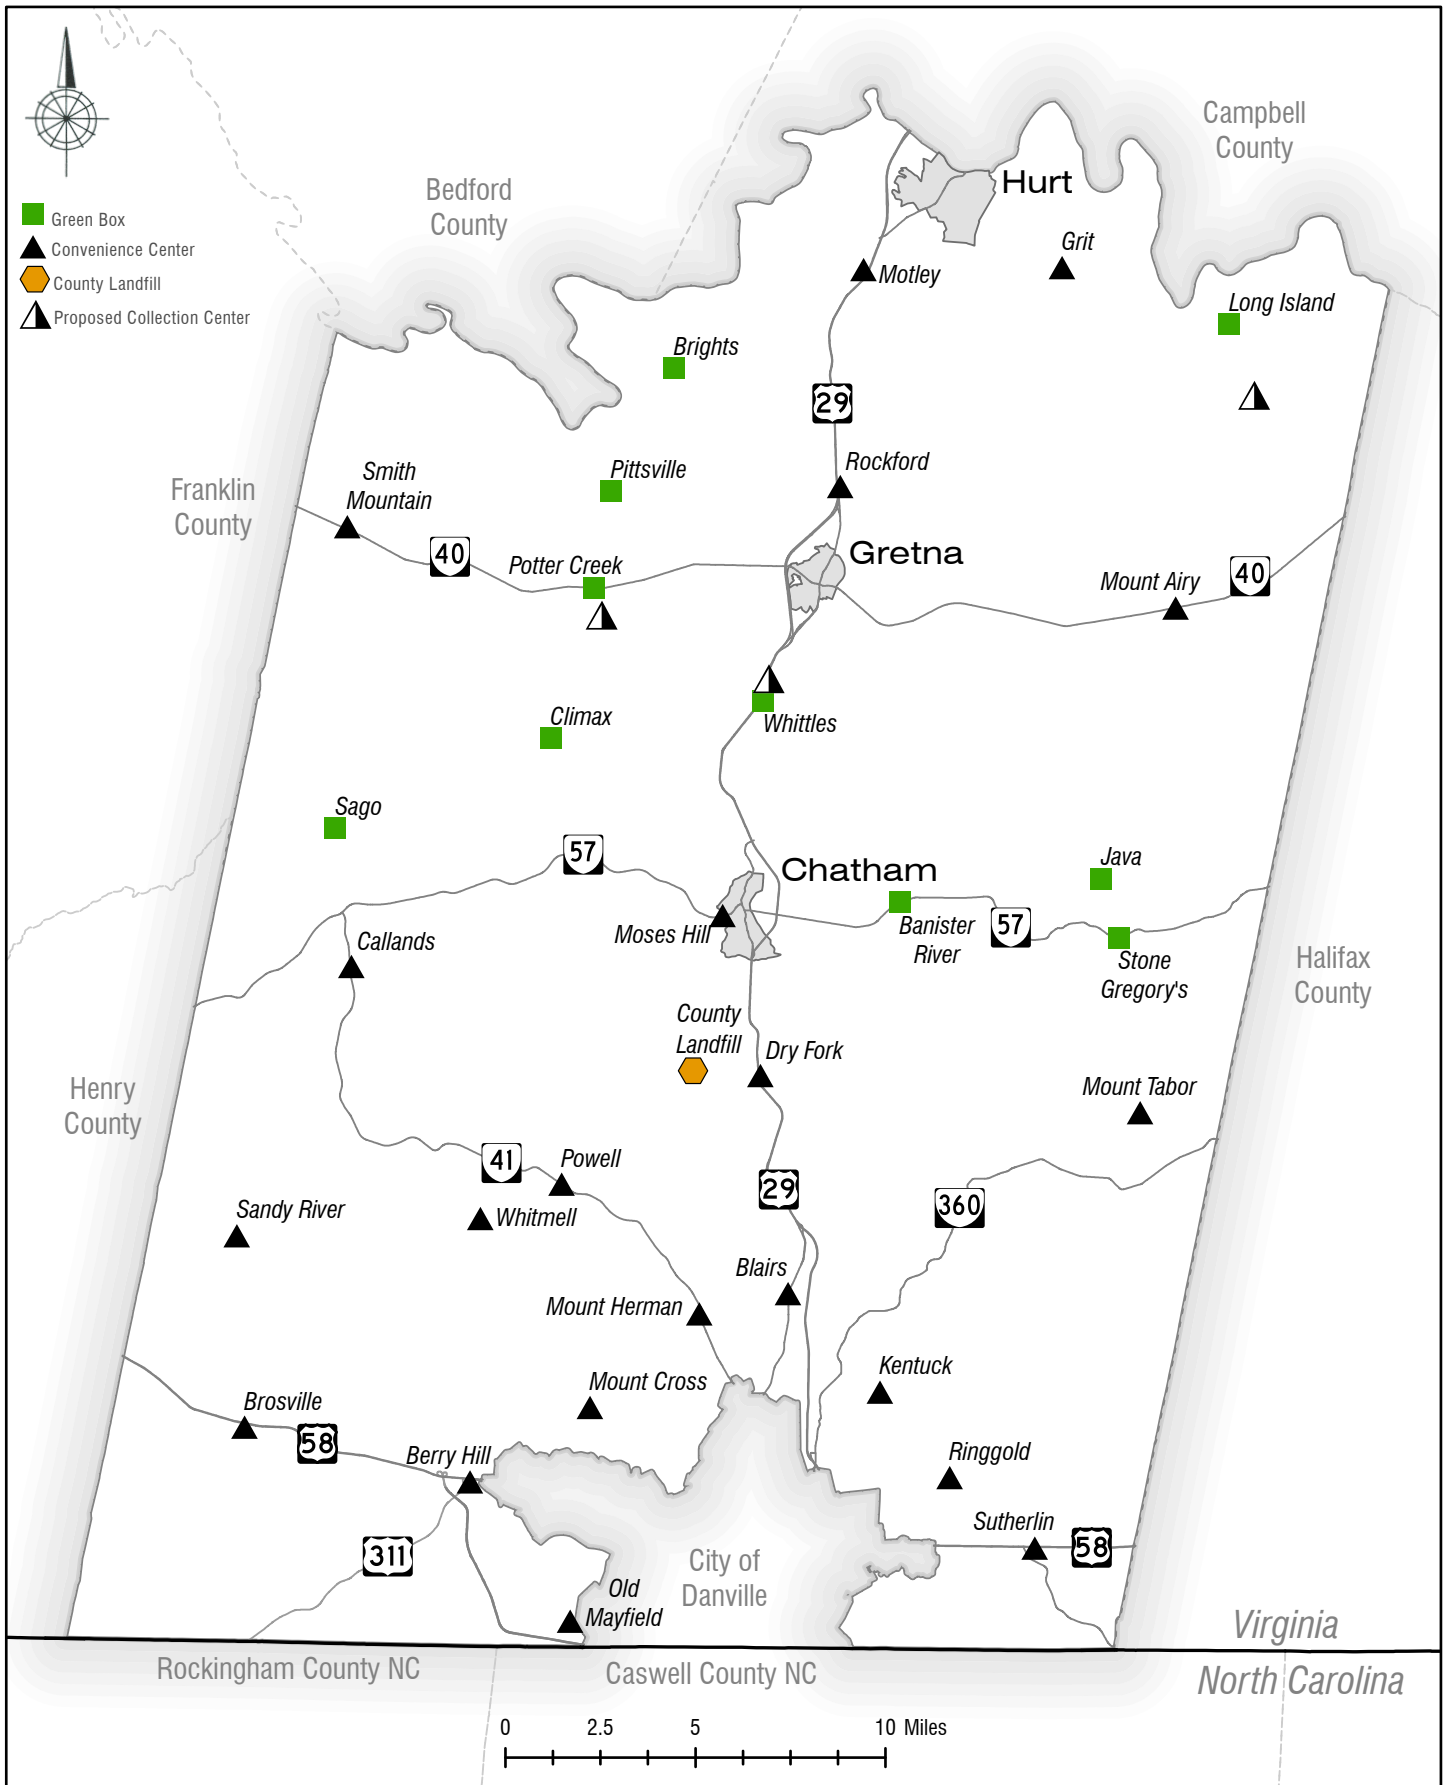 Campbell
County
Bedford
County
Hurt
Green Box
Convenience Center
County Landfill
Proposed Collection Center
Grit
Motley
Long Island
Brights
29
Rockford
Pittsville
Smith
Mountain
Franklin
County
40
Potter Creek
Gretna
Mount Airy
40
Whittles
Climax
Sago
57
Chatham
Java
Banister
River
57
Moses Hill
Callands
Stone
Gregory's
Halifax
County
County
Landfill
Dry Fork
Henry
County
Mount Tabor
41
Powell
29
360
Sandy River
Whitmell
Blairs
Mount Herman
Kentuck
Mount Cross
Brosville
58
Berry Hill
Ringgold
Sutherlin
58
311
City of
Danville
Old
Mayfield
Virginia
Rockingham County NC
Caswell County NC
North Carolina
0 2.5 5 10 Miles